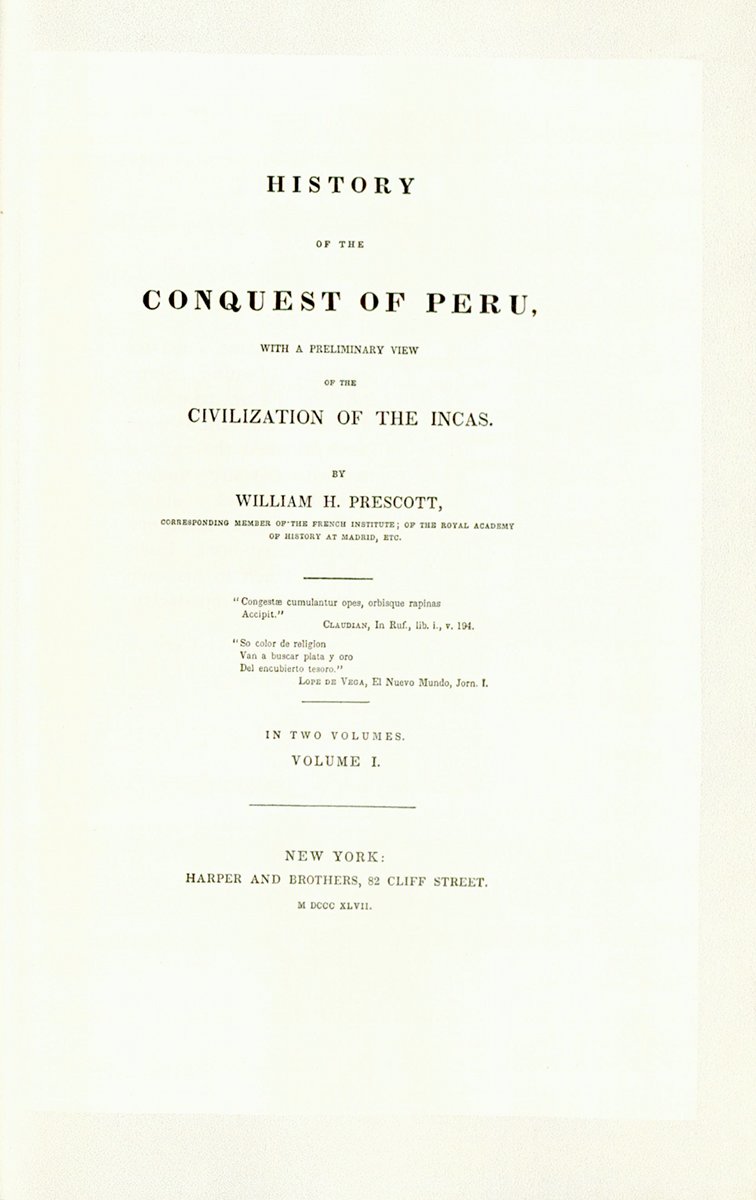 HISTORY
OF THE
CONQUEST OF PERU,
WITH A PRELIMINARY VIEW
OF THE
CIVILIZATION OF THE INCAS.
BY
WILLIAM H. PRESCOTT,
CORRESPONDING MEMBER OF THE FRENCH INSTITUTE; OF THE ROYAL ACADEMY
OF HISTORY AT MADRID, ETC.
"Congestæ cumulantur opes, orbisque rapinas
Accipit."
CLAUDIAN, In Ruf., lib. i., v. 194.
"So color de religion
Van a buscar plata y oro
Del encubierto tesoro."
LOPE DE VEGA, El Nuevo Mundo, Jorn. I.
IN TWO VOLUMES.
VOLUME I.
NEW YORK:
HARPER AND BROTHERS, 82 CLIFF STREET.
M DCCC XLVII.